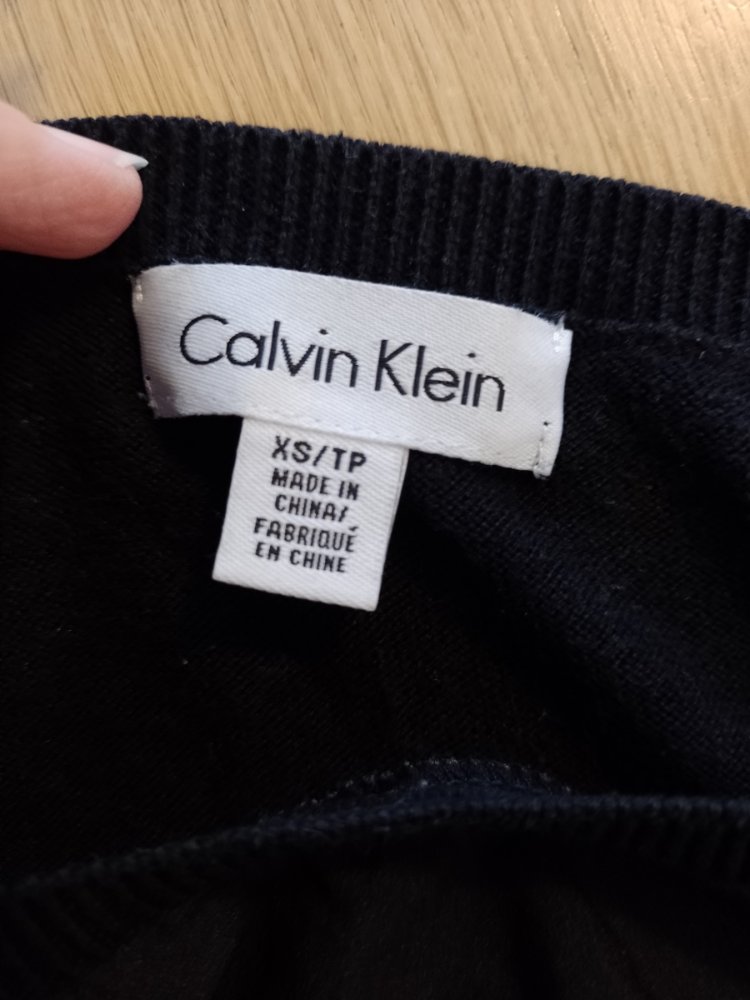 Calvin Klein
XS/TP
MADE IN
CHINA/
FABRIQUÉ
EN CHINE